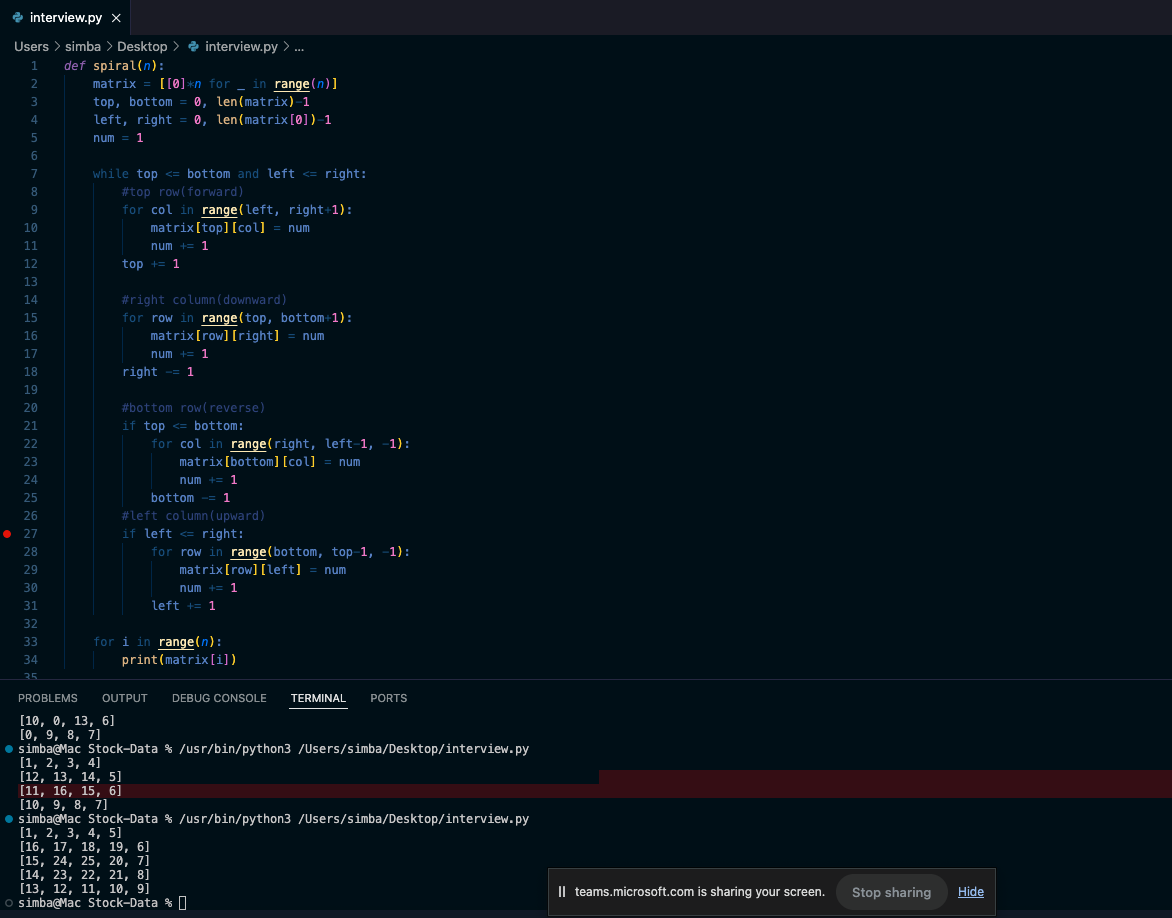 interview.py ×
Users > simba > Desktop > interview.py > ...
1 def spiral(n):
2     matrix = [[0]*n for _ in range(n)]
3     top, bottom = 0, len(matrix)-1
4     left, right = 0, len(matrix[0])-1
5     num = 1
6
7     while top <= bottom and left <= right:
8         #top row(forward)
9         for col in range(left, right+1):
10             matrix[top][col] = num
11             num += 1
12         top += 1
13
14         #right column(downward)
15         for row in range(top, bottom+1):
16             matrix[row][right] = num
17             num += 1
18         right -= 1
19
20         #bottom row(reverse)
21         if top <= bottom:
22             for col in range(right, left-1, -1):
23                 matrix[bottom][col] = num
24                 num += 1
25             bottom -= 1
26         #left column(upward)
27         if left <= right:
28             for row in range(bottom, top-1, -1):
29                 matrix[row][left] = num
30                 num += 1
31             left += 1
32
33     for i in range(n):
34         print(matrix[i])
35
PROBLEMS OUTPUT DEBUG CONSOLE TERMINAL PORTS
[10, 0, 13, 6]
[0, 9, 8, 7]
simba@Mac Stock-Data % /usr/bin/python3 /Users/simba/Desktop/interview.py
[1, 2, 3, 4]
[12, 13, 14, 5]
[11, 16, 15, 6]
[10, 9, 8, 7]
simba@Mac Stock-Data % /usr/bin/python3 /Users/simba/Desktop/interview.py
[1, 2, 3, 4, 5]
[16, 17, 18, 19, 6]
[15, 24, 25, 20, 7]
[14, 23, 22, 21, 8]
[13, 12, 11, 10, 9]
simba@Mac Stock-Data %
teams.microsoft.com is sharing your screen. Stop sharing Hide